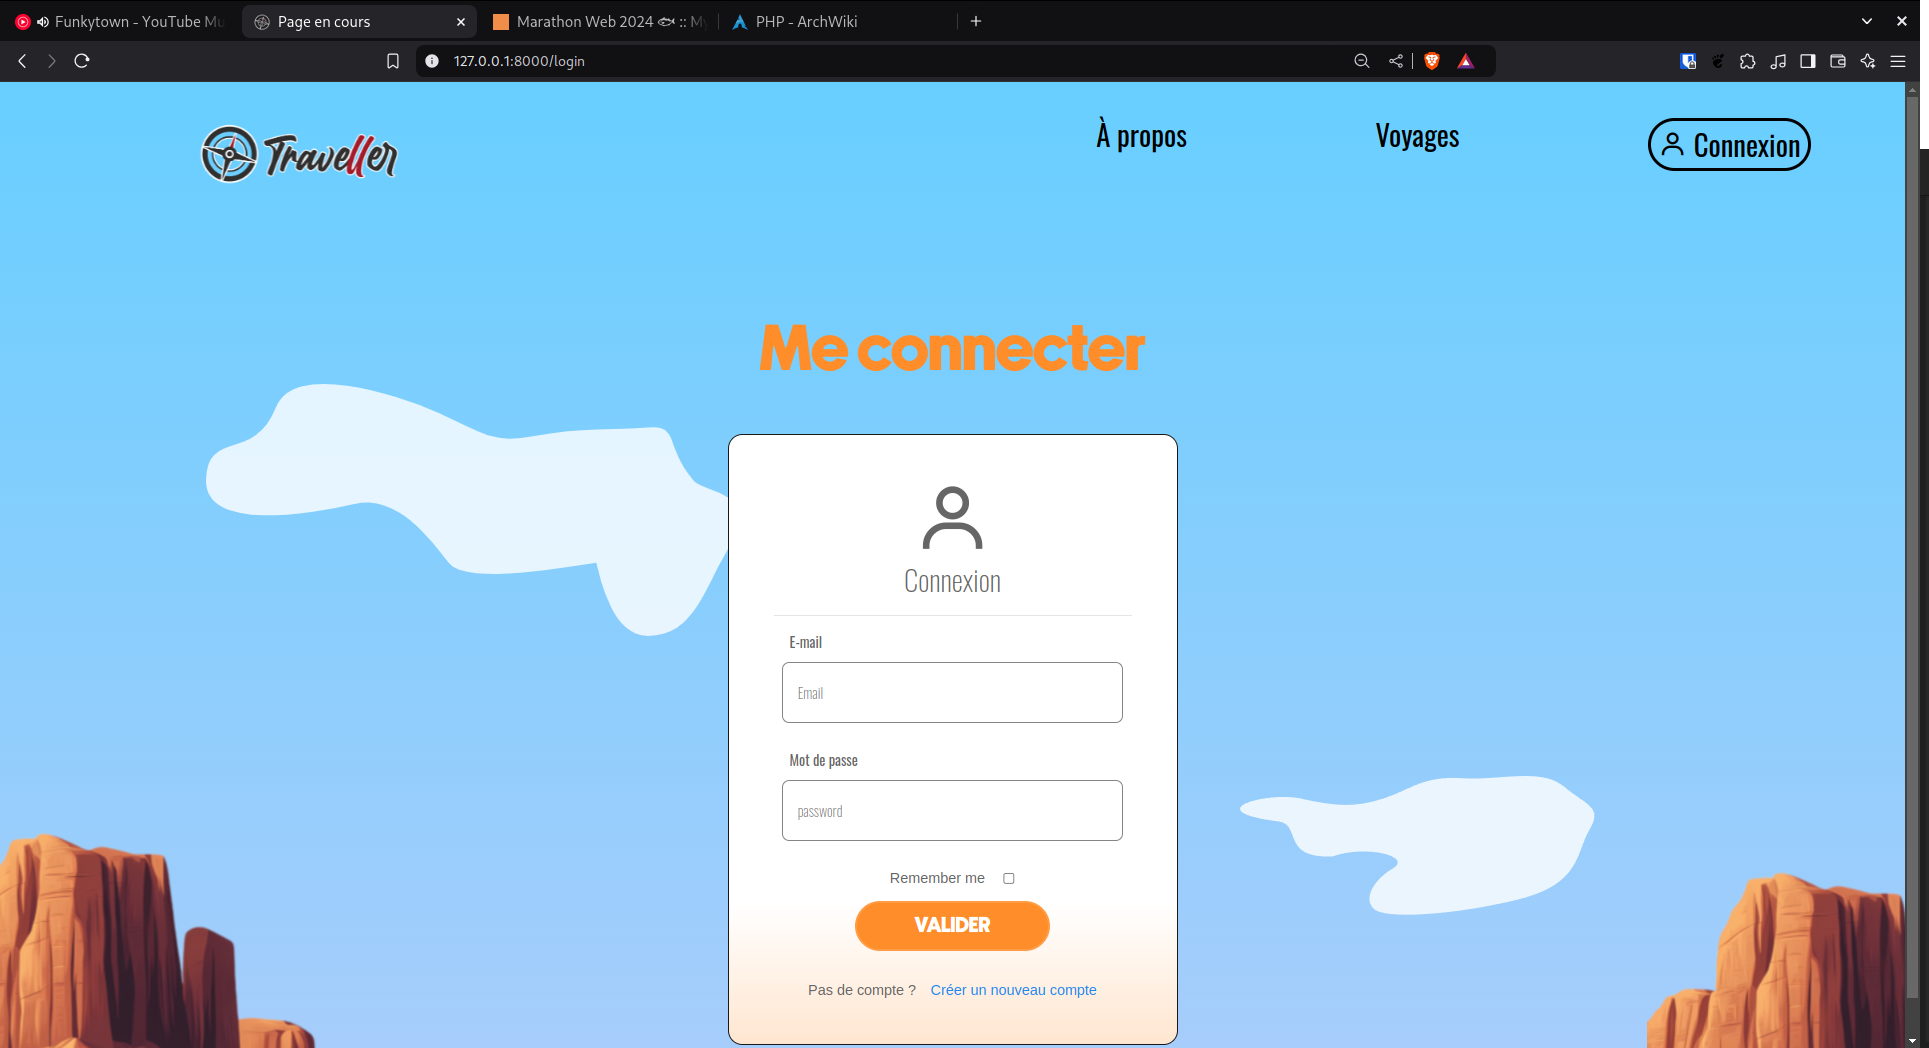 Funkytown - YouTube Mu
Page en cours
Marathon Web 2024 🐟 :: My
PHP - ArchWiki
127.0.0.1:8000/login
Traveller
À propos
Voyages
Connexion
Me connecter
Connexion
E-mail
Email
Mot de passe
password
Remember me
VALIDER
Pas de compte ? Créer un nouveau compte